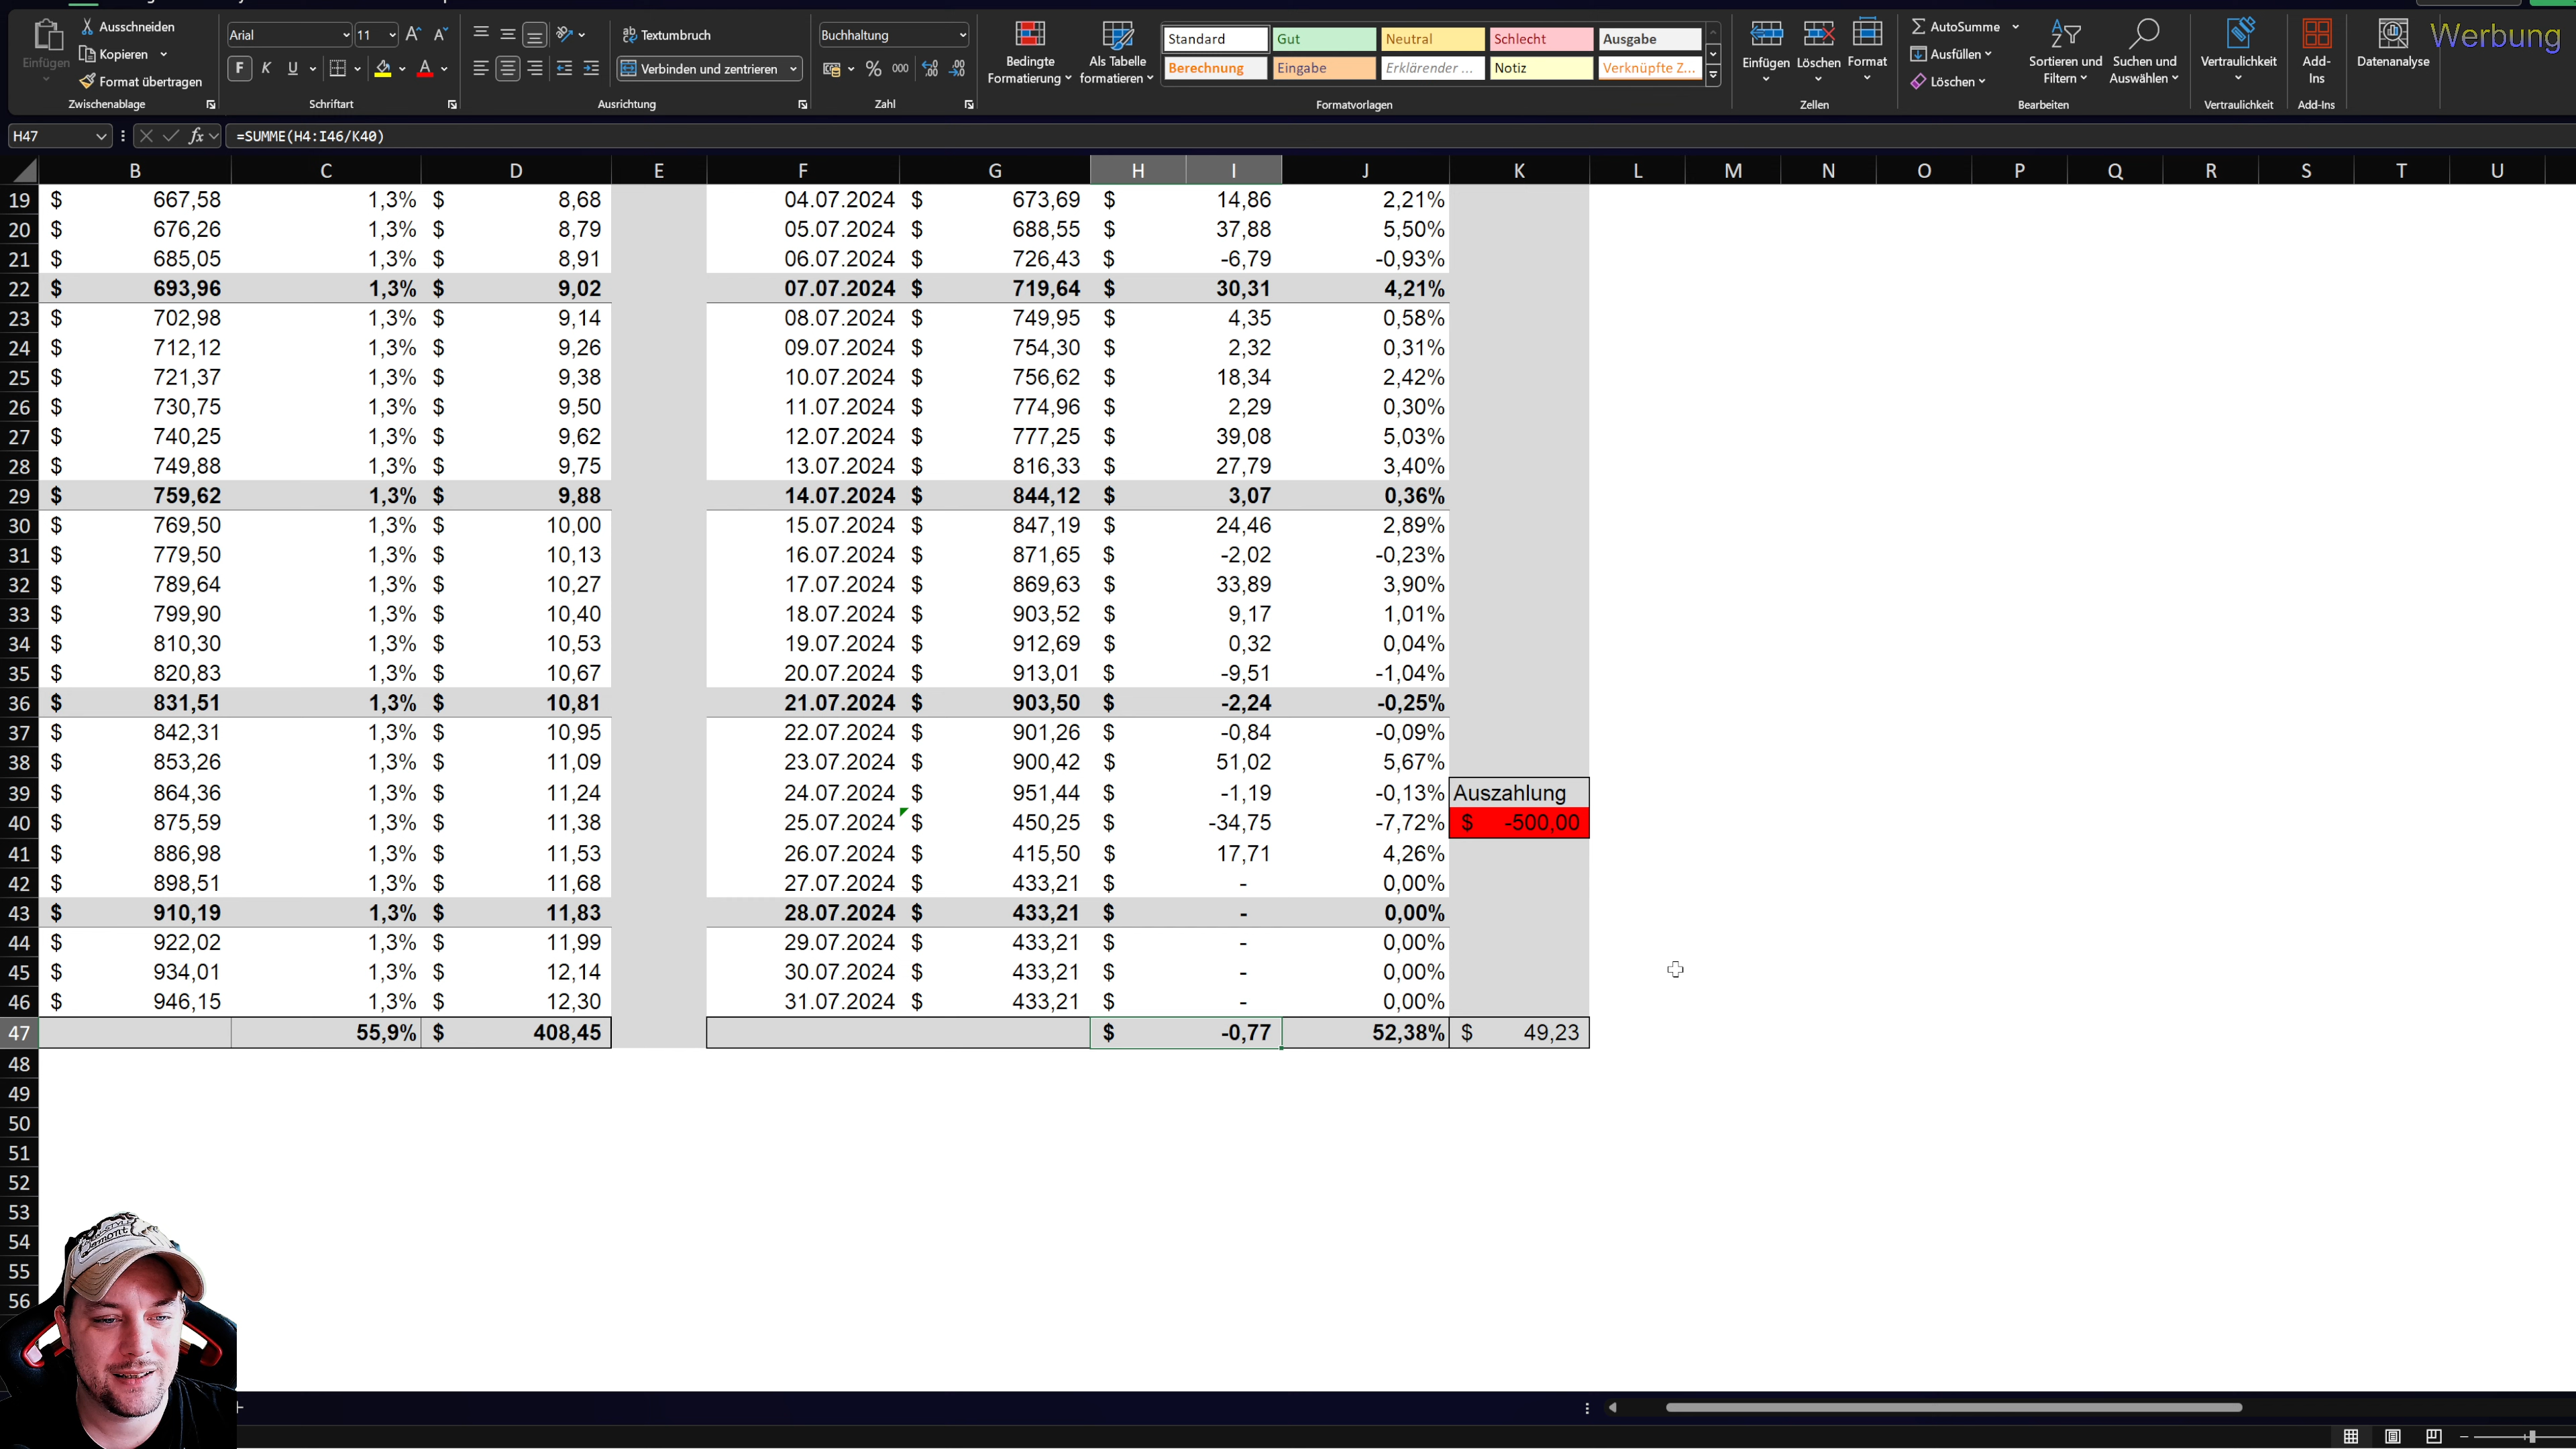 Werbung
Ausschneiden
Kopieren
Format übertragen
Einfügen
Zwischenablage
Arial 11
F K U
Schriftart
Textumbruch
Verbinden und zentrieren
Ausrichtung
Buchhaltung
% 000
Zahl
Bedingte Formatierung
Als Tabelle formatieren
Standard Gut Neutral Schlecht Ausgabe
Berechnung Eingabe Erklärender ... Notiz Verknüpfte Z...
Formatvorlagen
Einfügen Löschen Format
Zellen
AutoSumme
Ausfüllen
Löschen
Sortieren und Filtern
Suchen und Auswählen
Bearbeiten
Vertraulichkeit
Vertraulichkeit
Add-Ins
Add-Ins
Datenanalyse
H47 fx =SUMME(H4:I46/K40)
B C D E F G H I J K L M N O P Q R S T U
19 $ 667,58 1,3% $ 8,68 04.07.2024 $ 673,69 $ 14,86 2,21%
20 $ 676,26 1,3% $ 8,79 05.07.2024 $ 688,55 $ 37,88 5,50%
21 $ 685,05 1,3% $ 8,91 06.07.2024 $ 726,43 $ -6,79 -0,93%
22 $ 693,96 1,3% $ 9,02 07.07.2024 $ 719,64 $ 30,31 4,21%
23 $ 702,98 1,3% $ 9,14 08.07.2024 $ 749,95 $ 4,35 0,58%
24 $ 712,12 1,3% $ 9,26 09.07.2024 $ 754,30 $ 2,32 0,31%
25 $ 721,37 1,3% $ 9,38 10.07.2024 $ 756,62 $ 18,34 2,42%
26 $ 730,75 1,3% $ 9,50 11.07.2024 $ 774,96 $ 2,29 0,30%
27 $ 740,25 1,3% $ 9,62 12.07.2024 $ 777,25 $ 39,08 5,03%
28 $ 749,88 1,3% $ 9,75 13.07.2024 $ 816,33 $ 27,79 3,40%
29 $ 759,62 1,3% $ 9,88 14.07.2024 $ 844,12 $ 3,07 0,36%
30 $ 769,50 1,3% $ 10,00 15.07.2024 $ 847,19 $ 24,46 2,89%
31 $ 779,50 1,3% $ 10,13 16.07.2024 $ 871,65 $ -2,02 -0,23%
32 $ 789,64 1,3% $ 10,27 17.07.2024 $ 869,63 $ 33,89 3,90%
33 $ 799,90 1,3% $ 10,40 18.07.2024 $ 903,52 $ 9,17 1,01%
34 $ 810,30 1,3% $ 10,53 19.07.2024 $ 912,69 $ 0,32 0,04%
35 $ 820,83 1,3% $ 10,67 20.07.2024 $ 913,01 $ -9,51 -1,04%
36 $ 831,51 1,3% $ 10,81 21.07.2024 $ 903,50 $ -2,24 -0,25%
37 $ 842,31 1,3% $ 10,95 22.07.2024 $ 901,26 $ -0,84 -0,09%
38 $ 853,26 1,3% $ 11,09 23.07.2024 $ 900,42 $ 51,02 5,67%
39 $ 864,36 1,3% $ 11,24 24.07.2024 $ 951,44 $ -1,19 -0,13% Auszahlung
40 $ 875,59 1,3% $ 11,38 25.07.2024 $ 450,25 $ -34,75 -7,72% $ -500,00
41 $ 886,98 1,3% $ 11,53 26.07.2024 $ 415,50 $ 17,71 4,26%
42 $ 898,51 1,3% $ 11,68 27.07.2024 $ 433,21 $ - 0,00%
43 $ 910,19 1,3% $ 11,83 28.07.2024 $ 433,21 $ - 0,00%
44 $ 922,02 1,3% $ 11,99 29.07.2024 $ 433,21 $ - 0,00%
45 $ 934,01 1,3% $ 12,14 30.07.2024 $ 433,21 $ - 0,00%
46 $ 946,15 1,3% $ 12,30 31.07.2024 $ 433,21 $ - 0,00%
47 55,9% $ 408,45 $ -0,77 52,38% $ 49,23
48
49
50
51
52
53
54
55
56